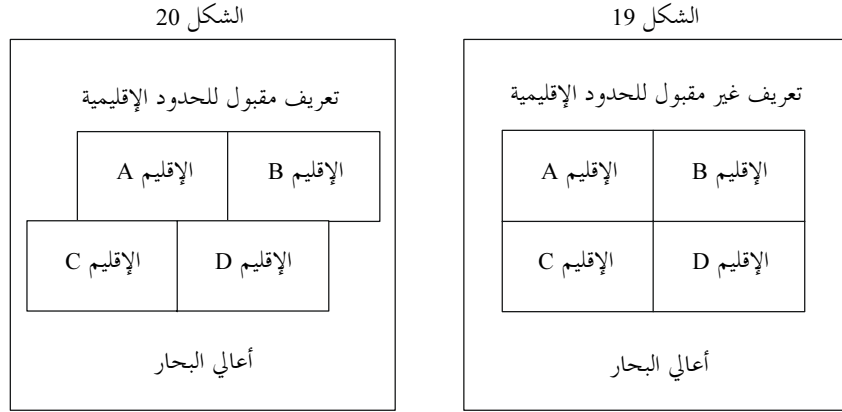 الشكل 19
تعريف غير مقبول للحدود الإقليمية
الإقليم A
الإقليم B
الإقليم C
الإقليم D
أعالي البحار
الشكل 20
تعريف مقبول للحدود الإقليمية
الإقليم A
الإقليم B
الإقليم C
الإقليم D
أعالي البحار